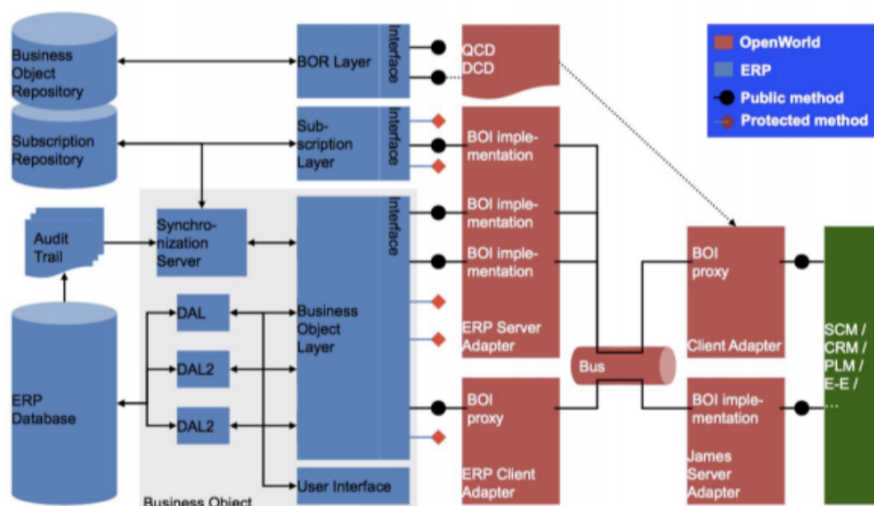 Business
Object
Repository
BOR Layer
Interface
QCD
DCD
OpenWorld
ERP
Public method
Protected method
Subscription
Repository
Sub-
scription
Layer
Interface
BOI imple-
mentation
BOI imple-
mentation
BOI imple-
mentation
ERP Server
Adapter
Audit
Trail
Synchro-
nization
Server
Interface
Business
Object
Layer
DAL
DAL2
DAL2
ERP
Database
User Interface
Business Object
BOI
proxy
ERP Client
Adapter
Bus
BOI
proxy
Client Adapter
BOI imple-
mentation
James
Server
Adapter
SCM /
CRM /
PLM /
E-E /
...